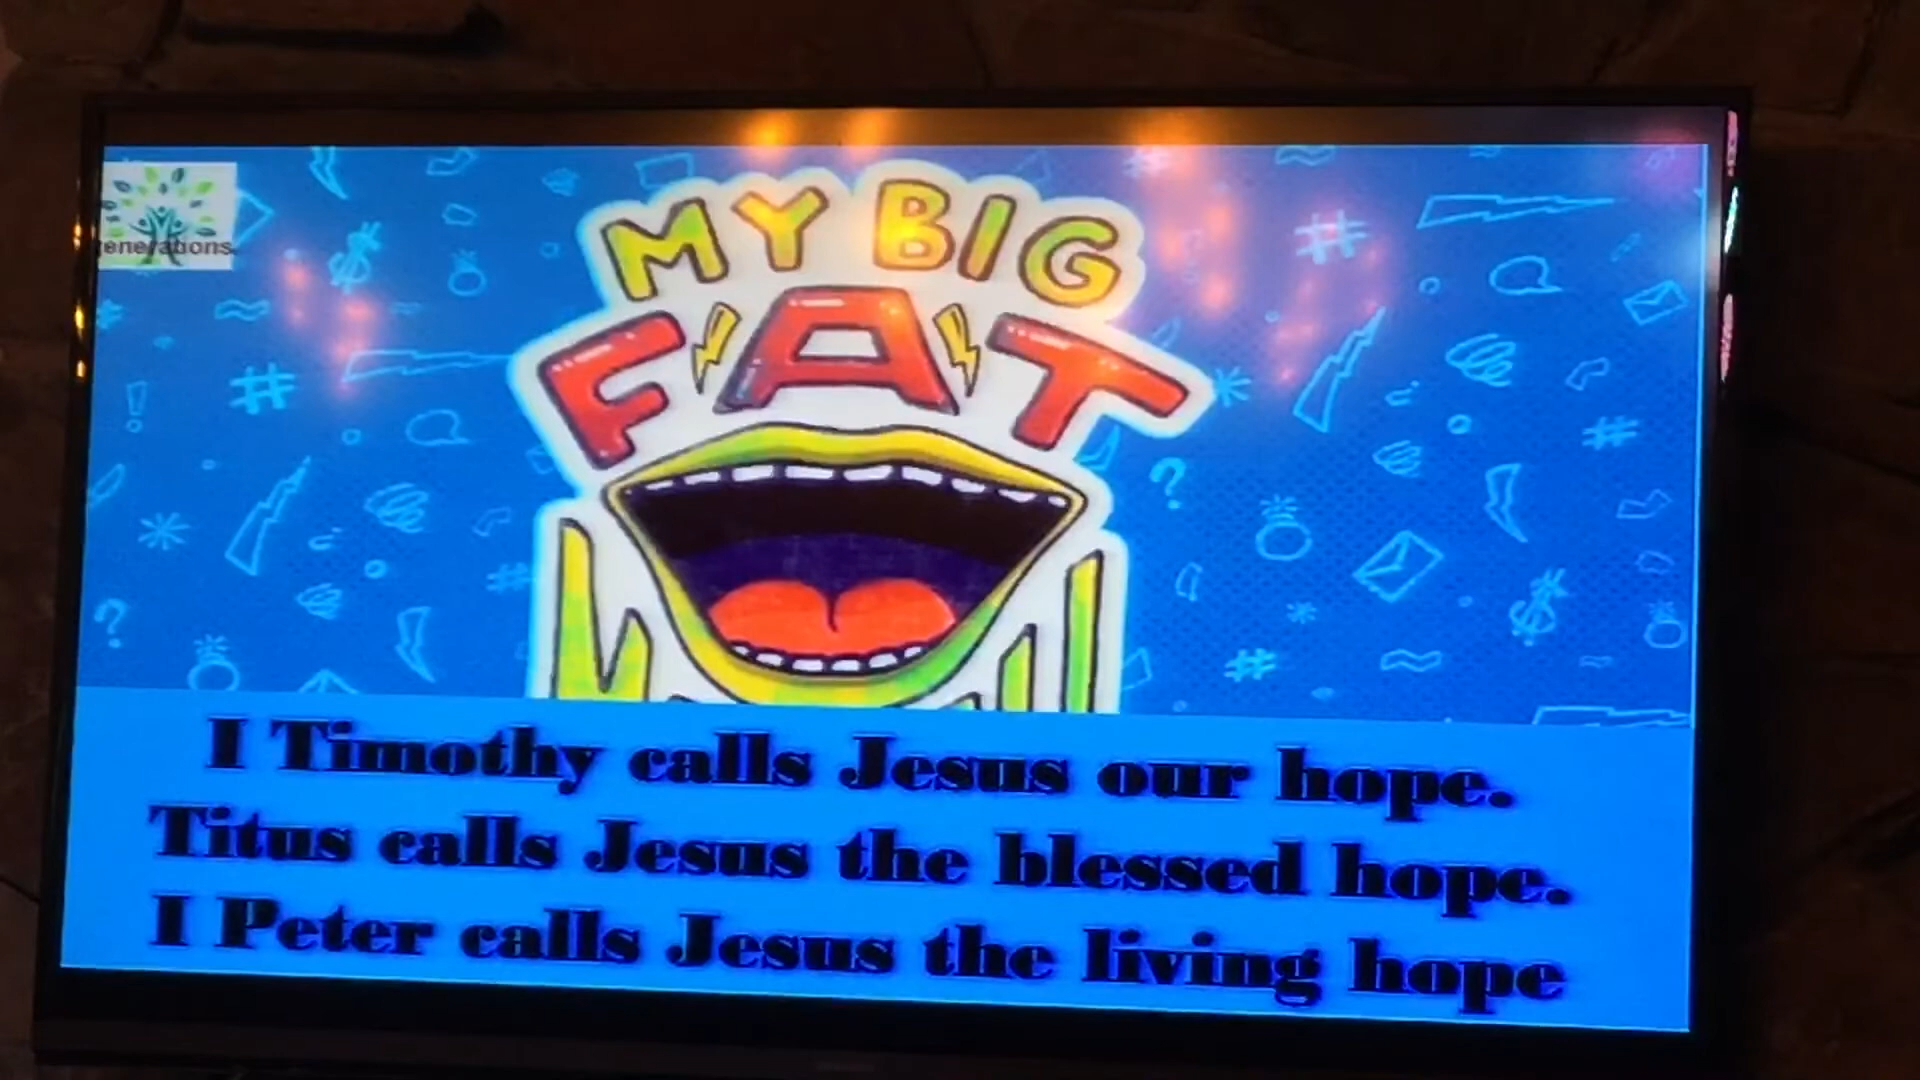 generations.
MY BIG
FAT
I Timothy calls Jesus our hope.
Titus calls Jesus the blessed hope.
I Peter calls Jesus the living hope